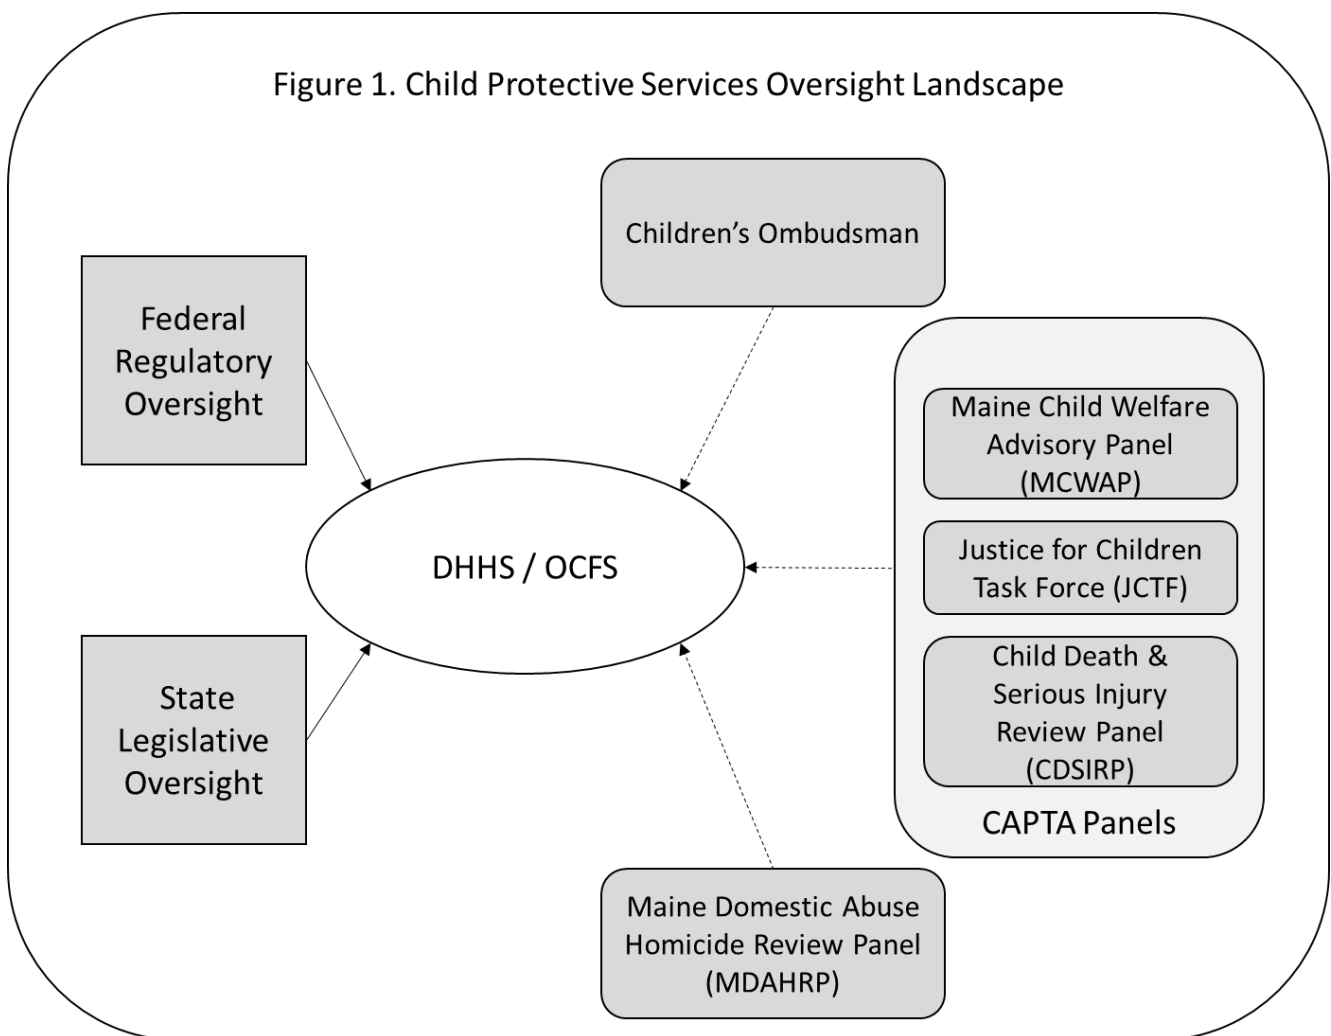 Figure 1. Child Protective Services Oversight Landscape
Children’s Ombudsman
Federal
Regulatory
Oversight
Maine Child Welfare
Advisory Panel
(MCWAP)
Justice for Children
Task Force (JCTF)
Child Death &
Serious Injury
Review Panel
(CDSIRP)
CAPTA Panels
DHHS / OCFS
State
Legislative
Oversight
Maine Domestic Abuse
Homicide Review Panel
(MDAHRP)